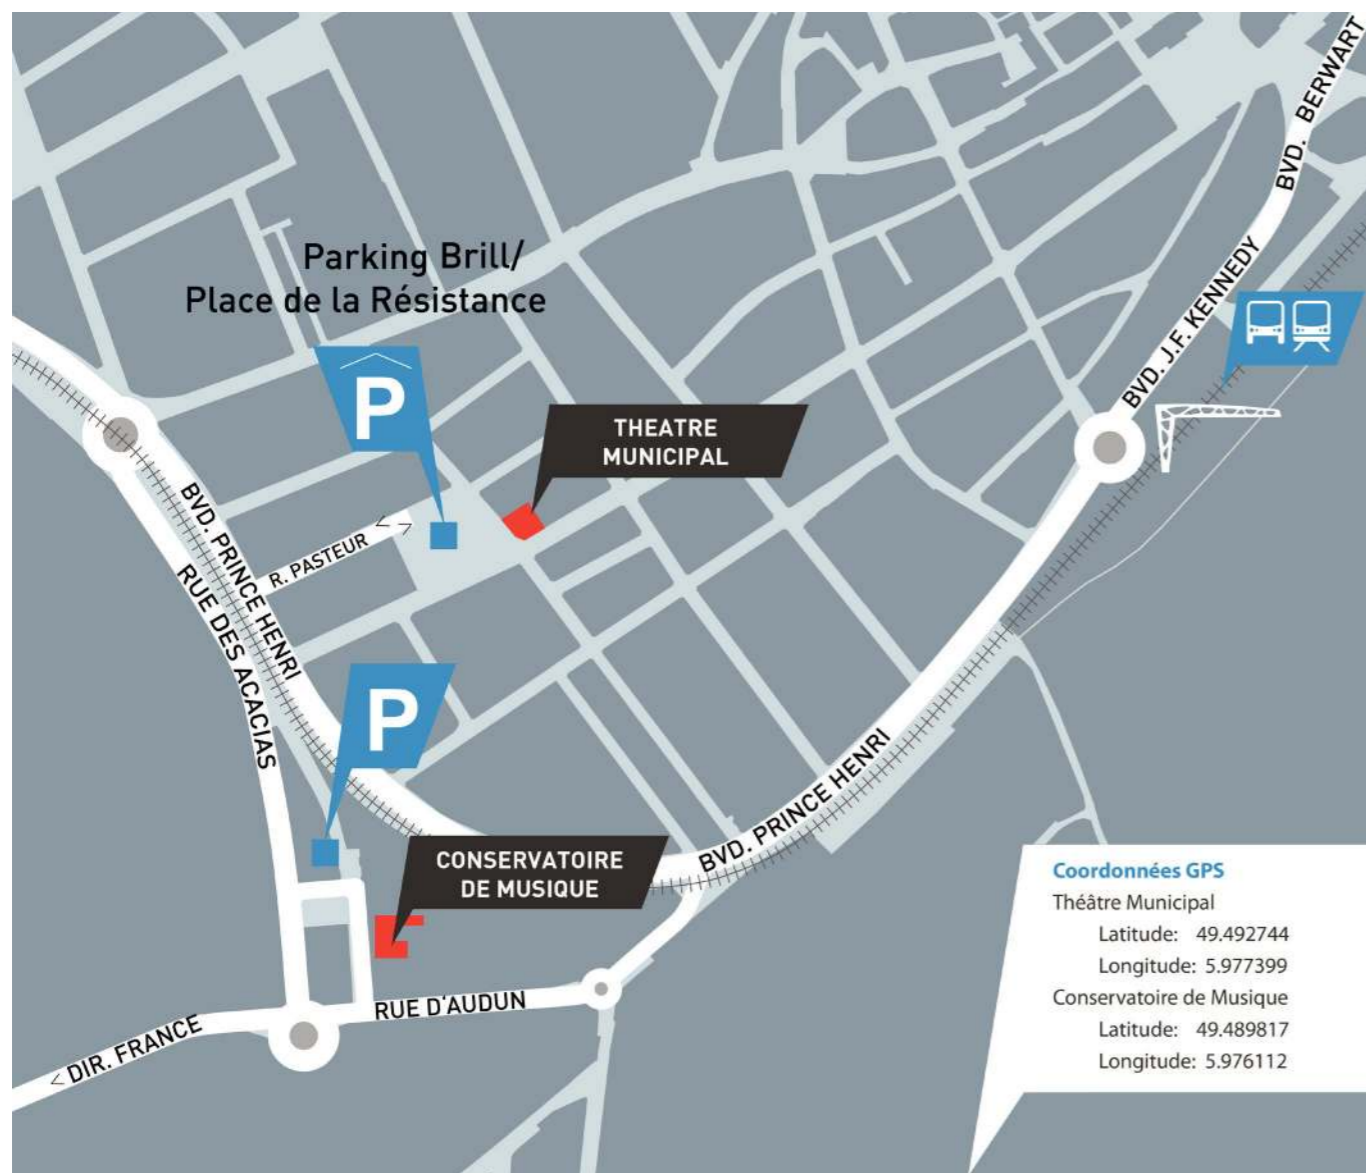 BVD. BERWART
Parking Brill/
Place de la Résistance
BVD. J.F. KENNEDY
P
THEATRE
MUNICIPAL
BVD. PRINCE HENRI
R. PASTEUR
RUE DES ACACIAS
P
BVD. PRINCE HENRI
CONSERVATOIRE
DE MUSIQUE
RUE D'AUDUN
< DIR. FRANCE
Coordonnées GPS
Théâtre Municipal
Latitude: 49.492744
Longitude: 5.977399
Conservatoire de Musique
Latitude: 49.489817
Longitude: 5.976112